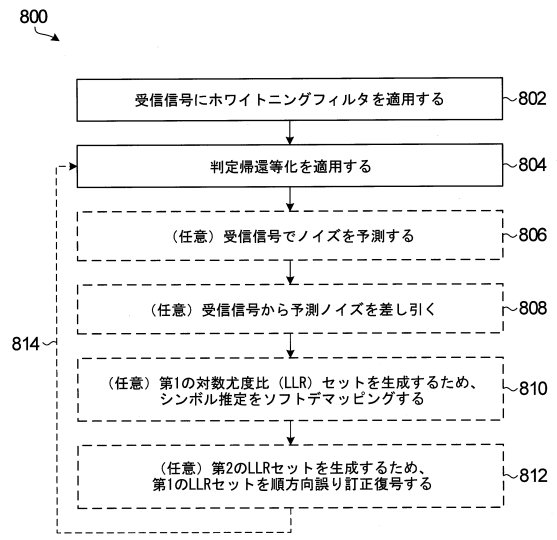 800
受信信号にホワイトニングフィルタを適用する
802
判定帰還等化を適用する
804
（任意）受信信号でノイズを予測する
806
（任意）受信信号から予測ノイズを差し引く
808
814
（任意）第1の対数尤度比（LLR）セットを生成するため、
シンボル推定をソフトデマッピングする
810
（任意）第2のLLRセットを生成するため、
第1のLLRセットを順方向誤り訂正復号する
812